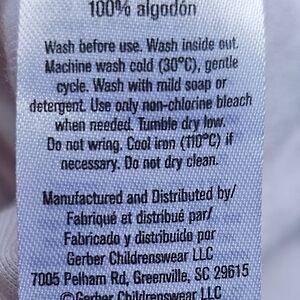 100% algodón
Wash before use. Wash inside out.
Machine wash cold (30ºC), gentle
cycle. Wash with mild soap or
detergent. Use only non-chlorine bleach
when needed. Tumble dry low.
Do not wring. Cool iron (110ºC) if
necessary. Do not dry clean.
Manufactured and Distributed by/
Fabriqué et distribué par/
Fabricado y distribuido por
Gerber Childrenswear LLC
7005 Pelham Rd, Greenville, SC 29615
©Gerber Childrenswear LLC